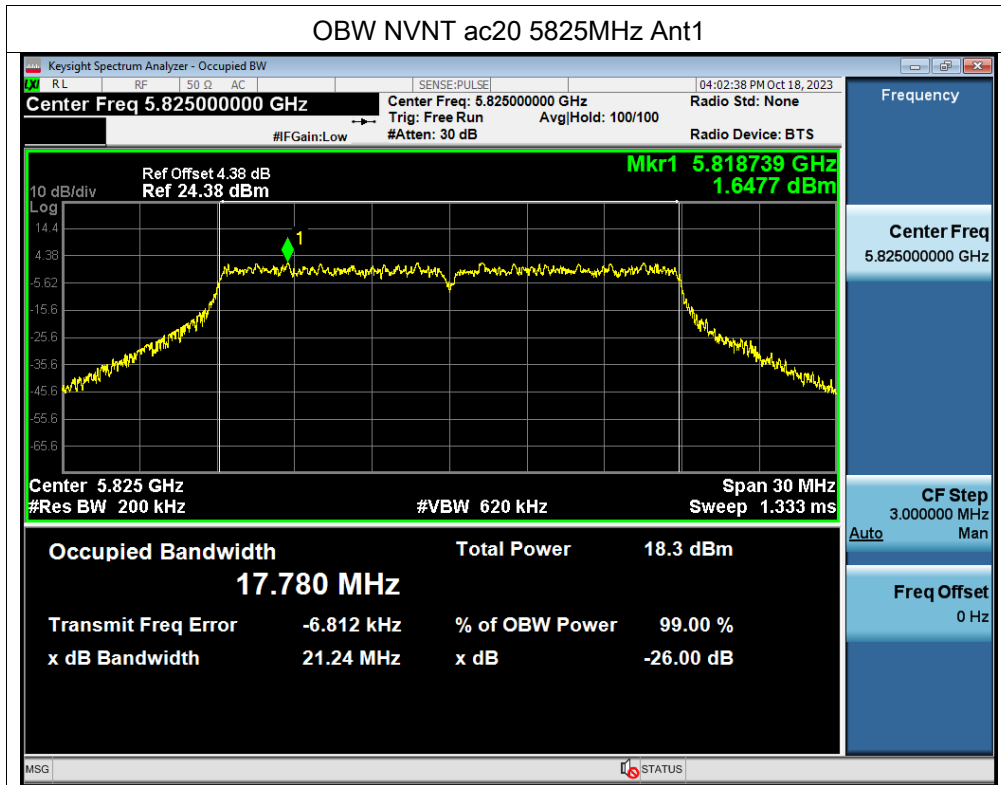 OBW NVNT ac20 5825MHz Ant1
Keysight Spectrum Analyzer - Occupied BW
LXI RL RF 50 Ω AC SENSE:PULSE 04:02:38 PM Oct 18, 2023
Center Freq 5.825000000 GHz
Center Freq: 5.825000000 GHz
Radio Std: None
Trig: Free Run Avg|Hold: 100/100
#IFGain:Low
#Atten: 30 dB
Radio Device: BTS
Frequency
Mkr1 5.818739 GHz
1.6477 dBm
Ref Offset 4.38 dB
10 dB/div Ref 24.38 dBm
Log
14.4
4.38
-5.62
-15.6
-25.6
-35.6
-45.6
-55.6
-65.6
1
Center 5.825 GHz
Span 30 MHz
#Res BW 200 kHz
#VBW 620 kHz
Sweep 1.333 ms
Center Freq
5.825000000 GHz
CF Step
3.000000 MHz
Auto Man
Freq Offset
0 Hz
Occupied Bandwidth
17.780 MHz
Total Power 18.3 dBm
Transmit Freq Error -6.812 kHz
% of OBW Power 99.00 %
x dB Bandwidth 21.24 MHz
x dB -26.00 dB
MSG
STATUS